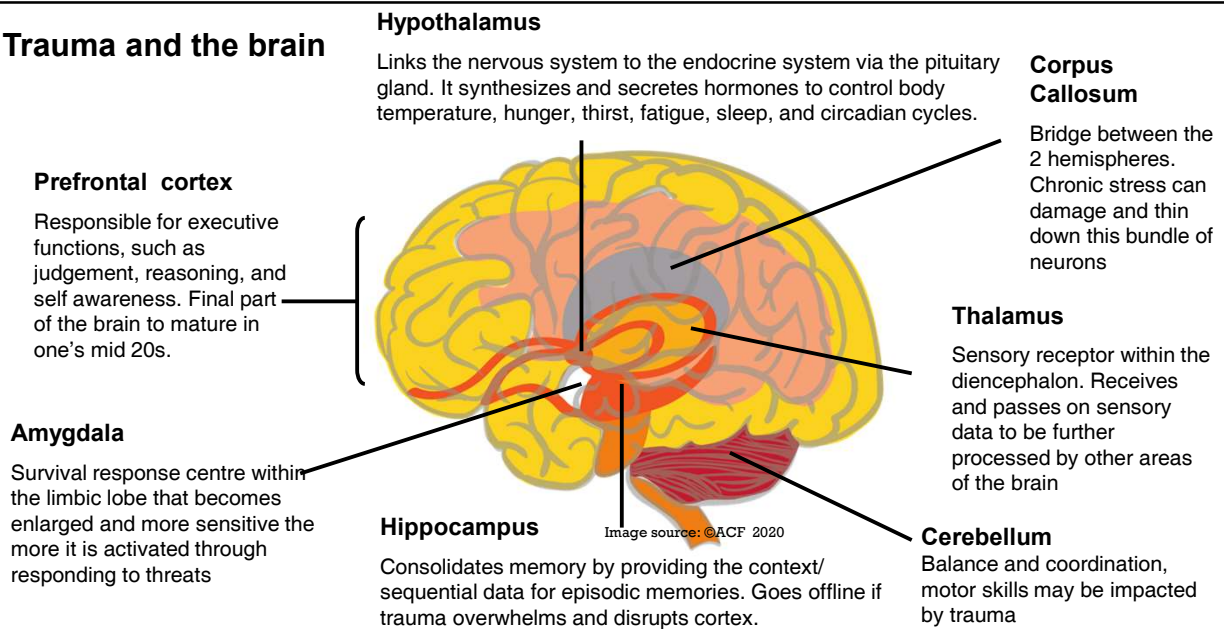 Trauma and the brain
Hypothalamus
Links the nervous system to the endocrine system via the pituitary
gland. It synthesizes and secretes hormones to control body
temperature, hunger, thirst, fatigue, sleep, and circadian cycles.
Corpus
Callosum
Bridge between the
2 hemispheres.
Chronic stress can
damage and thin
down this bundle of
neurons
Prefrontal cortex
Responsible for executive
functions, such as
judgement, reasoning, and
self awareness. Final part
of the brain to mature in
one's mid 20s.
Thalamus
Sensory receptor within the
diencephalon. Receives
and passes on sensory
data to be further
processed by other areas
of the brain
Amygdala
Survival response centre within
the limbic lobe that becomes
enlarged and more sensitive the
more it is activated through
responding to threats
Hippocampus
Image source: ©ACF 2020
Consolidates memory by providing the context/
sequential data for episodic memories. Goes offline if
trauma overwhelms and disrupts cortex.
Cerebellum
Balance and coordination,
motor skills may be impacted
by trauma